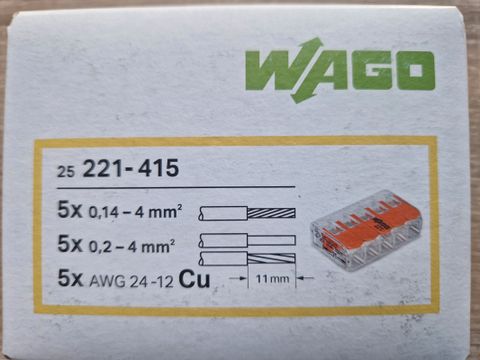 WAGO
25 221-415
5x 0,14–4 mm²
5x 0,2–4 mm²
5x AWG 24-12 Cu
11 mm